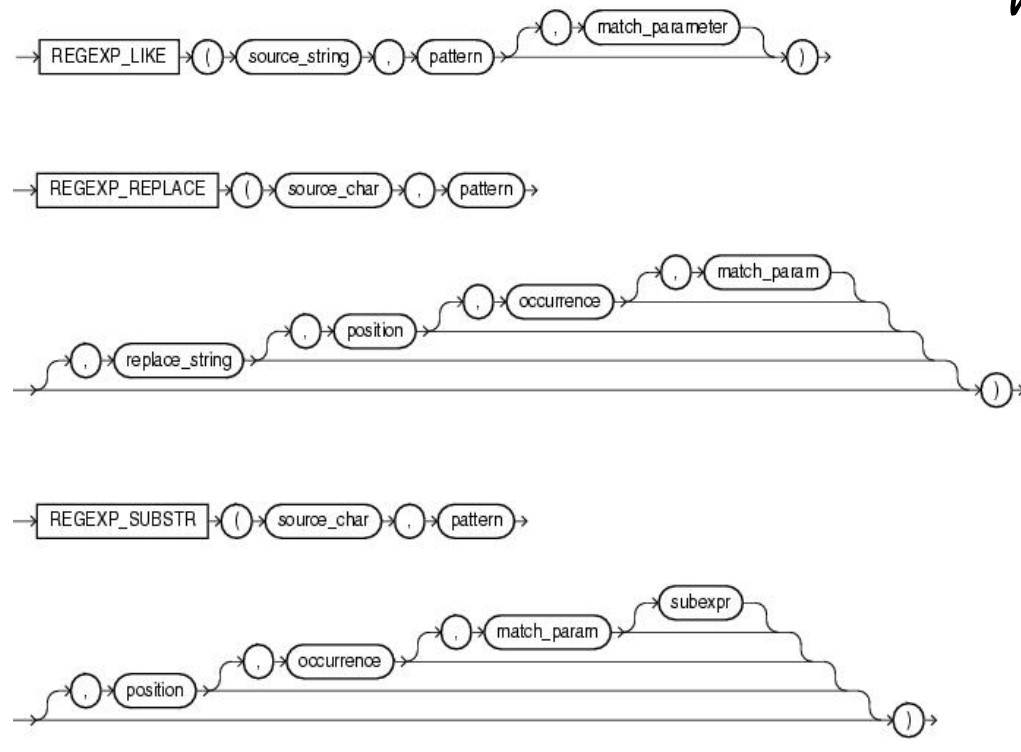 , match_parameter
REGEXP_LIKE ( source_string , pattern )
REGEXP_REPLACE ( source_char , pattern
, match_param
, occurrence
, position
, replace_string
)
REGEXP_SUBSTR ( source_char , pattern
subexpr
, match_param
, occurrence
, position
)